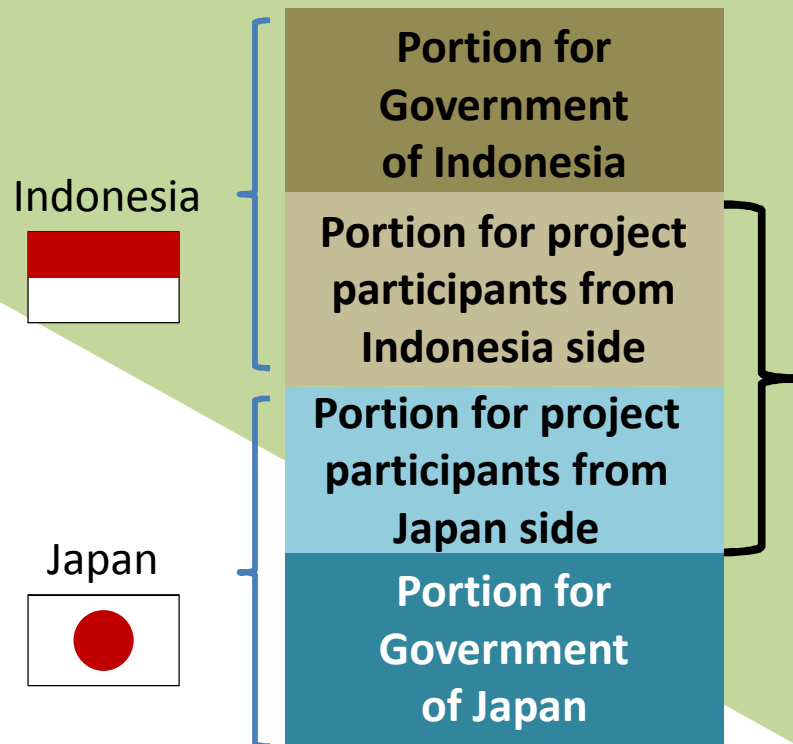 Portion for
Government
of Indonesia
Indonesia
Portion for project
participants from
Indonesia side
Portion for project
participants from
Japan side
Japan
Portion for
Government
of Japan